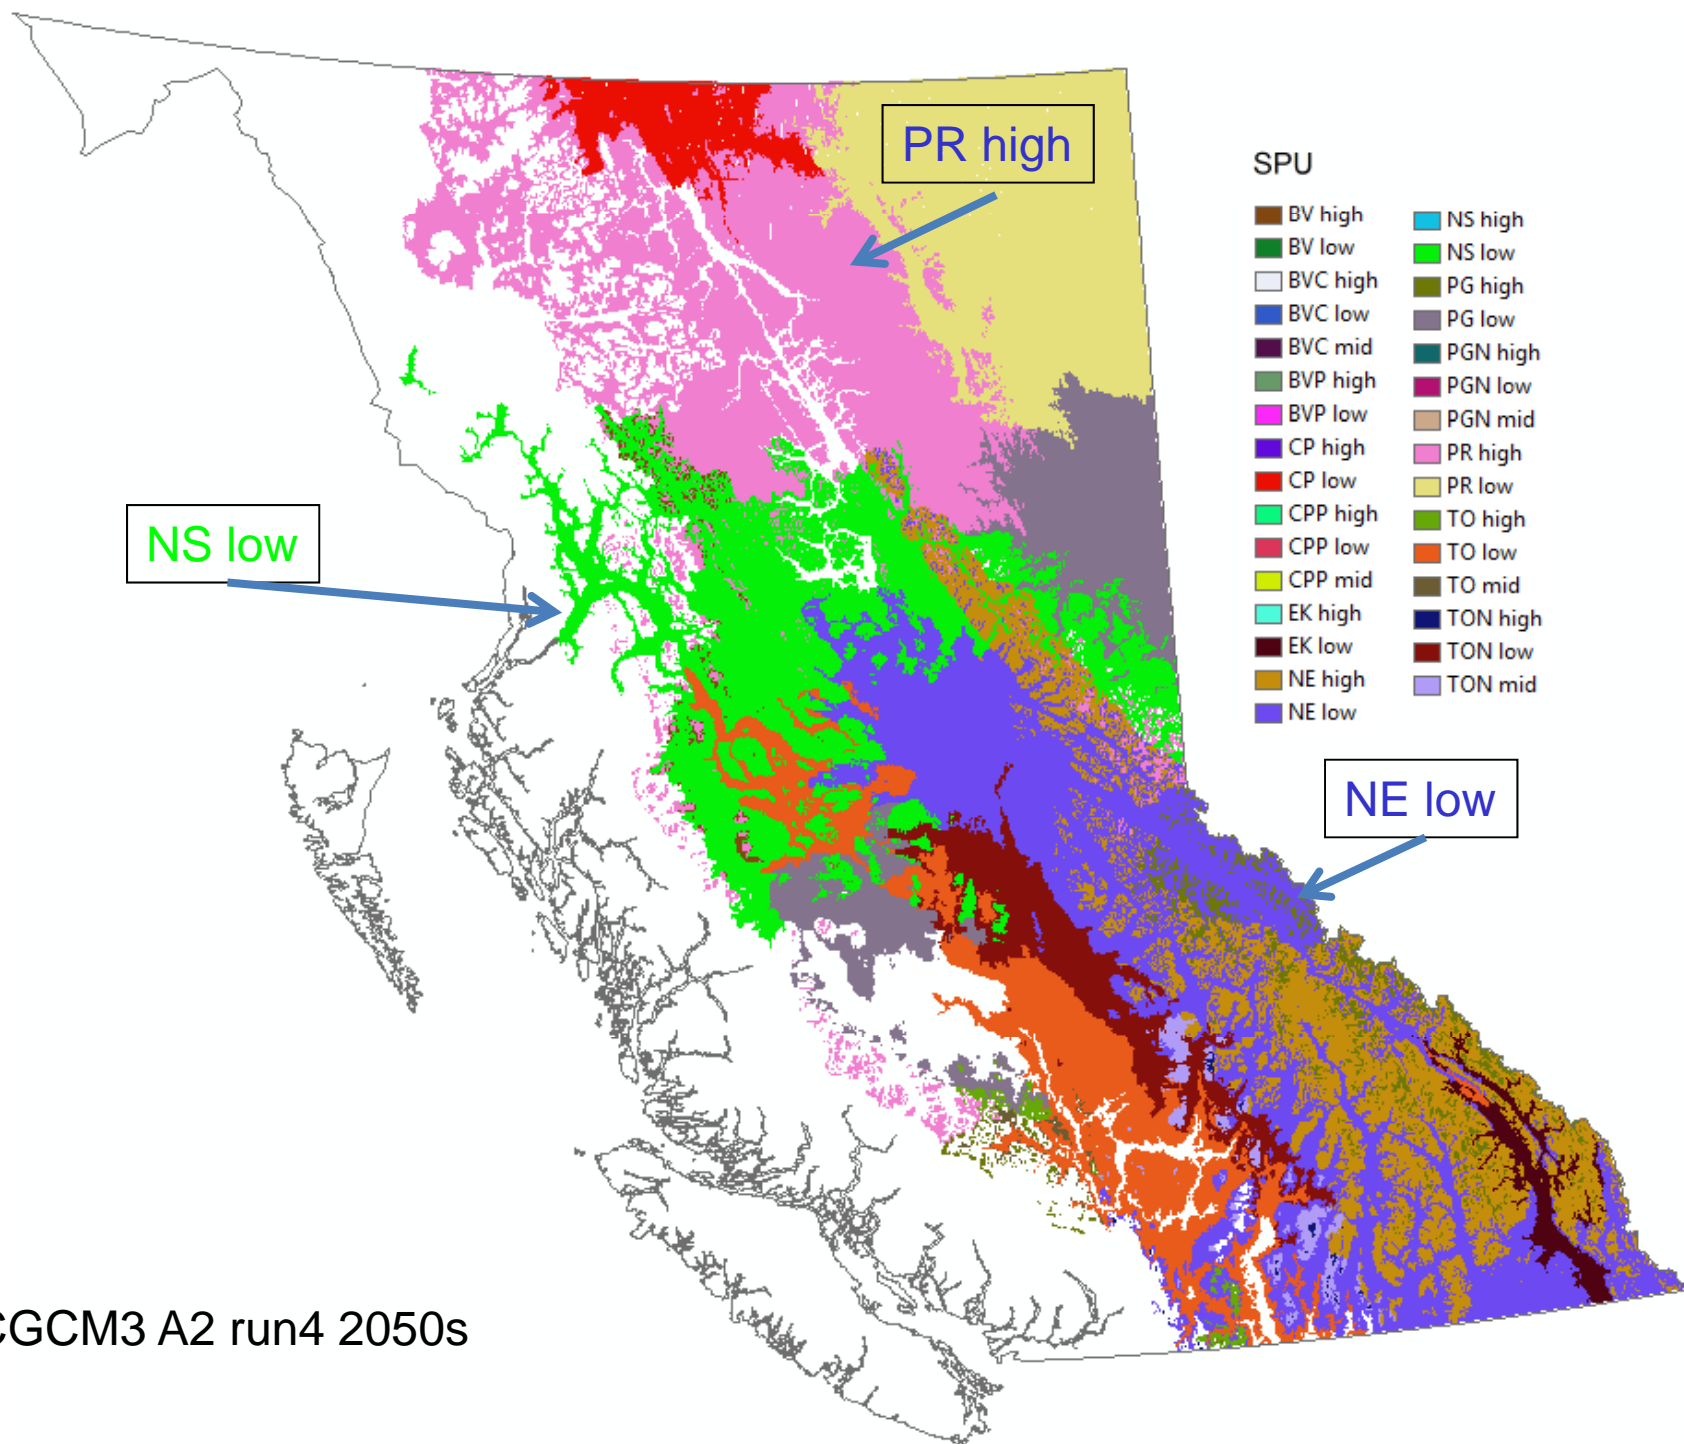 PR high
SPU
BV high
BV low
BVC high
BVC low
BVC mid
BVP high
BVP low
CP high
CP low
CPP high
CPP low
CPP mid
EK high
EK low
NE high
NE low
NS high
NS low
PG high
PG low
PGN high
PGN low
PGN mid
PR high
PR low
TO high
TO low
TO mid
TON high
TON low
TON mid
NS low
NE low
CGCM3 A2 run4 2050s